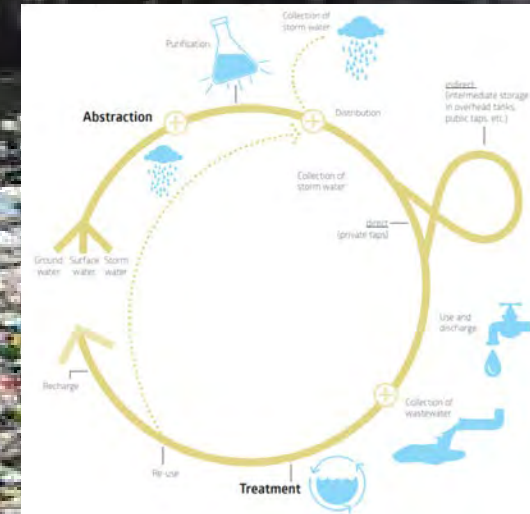 Collection of
storm water
Purification
Abstraction
Distribution
indirect
(intermediate storage
in overhead tanks,
public taps, etc.)
Collection of
storm water
direct
(private taps)
Ground
water
Surface
water
Storm
water
Use and
discharge
Recharge
Collection of
wastewater
Re-use
Treatment